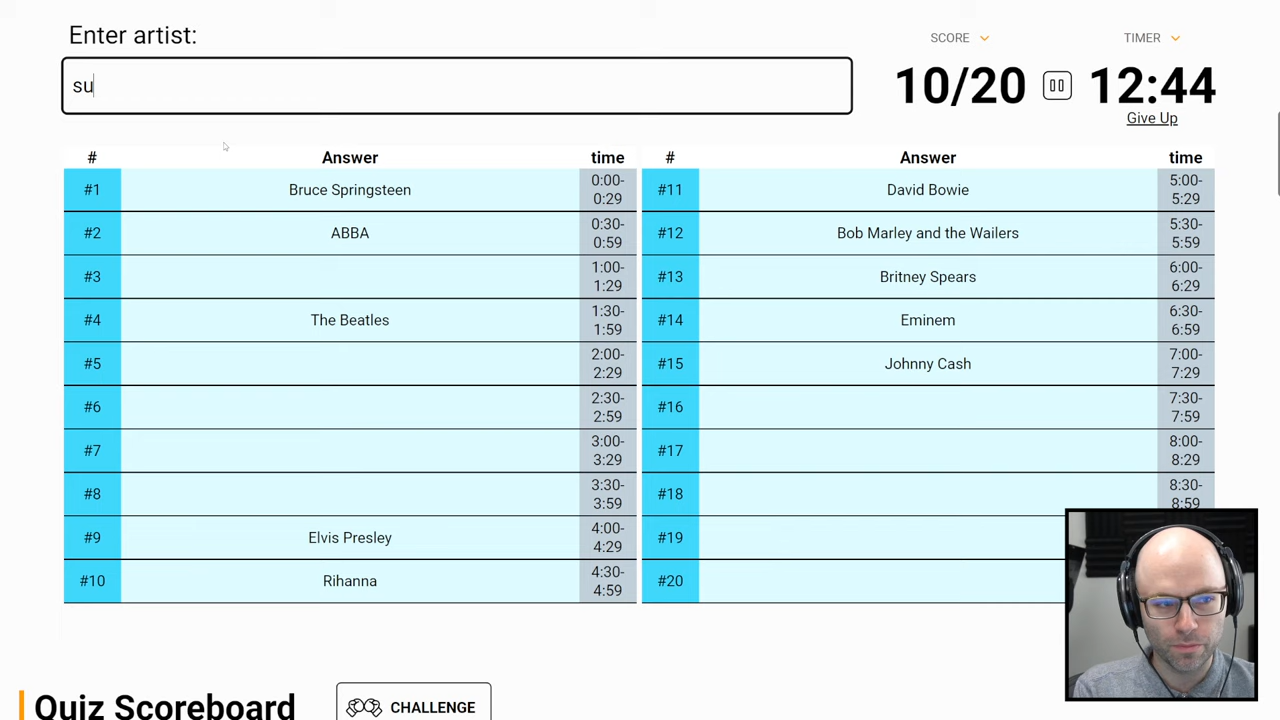 Enter artist:
SCORE
TIMER
su
10/20
12:44
Give Up
# Answer time
#1 Bruce Springsteen 0:00-
0:29
#2 ABBA 0:30-
0:59
#3 1:00-
1:29
#4 The Beatles 1:30-
1:59
#5 2:00-
2:29
#6 2:30-
2:59
#7 3:00-
3:29
#8 3:30-
3:59
#9 Elvis Presley 4:00-
4:29
#10 Rihanna 4:30-
4:59
# Answer time
#11 David Bowie 5:00-
5:29
#12 Bob Marley and the Wailers 5:30-
5:59
#13 Britney Spears 6:00-
6:29
#14 Eminem 6:30-
6:59
#15 Johnny Cash 7:00-
7:29
#16 7:30-
7:59
#17 8:00-
8:29
#18 8:30-
8:59
#19
#20
Quiz Scoreboard
CHALLENGE